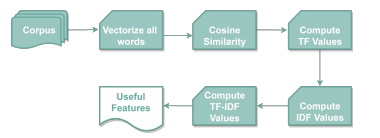 Corpus
Vectorize all
words
Cosine
Similarity
Compute
TF Values
Compute
IDF Values
Compute
TF-IDF
Values
Useful
Features